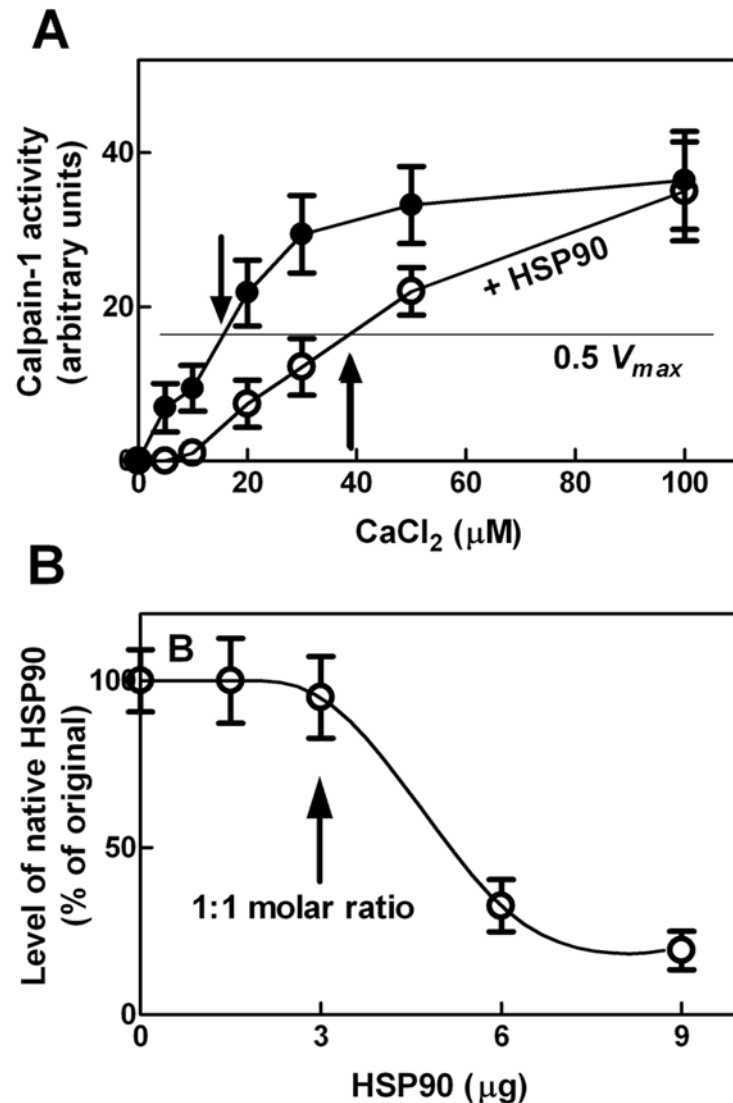 A
Calpain-1 activity
(arbitrary units)
40
20
0
+ HSP90
0.5 Vmax
0 20 40 60 80 100
CaCl₂ (μM)
B
Level of native HSP90
(% of original)
B
100
50
0
1:1 molar ratio
0 3 6 9
HSP90 (μg)